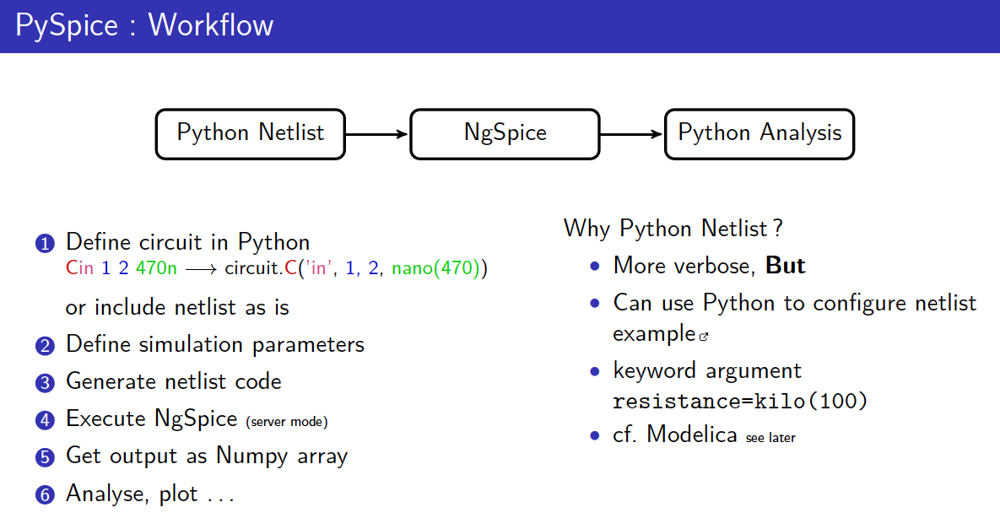 PySpice : Workflow
Python Netlist
NgSpice
Python Analysis
1 Define circuit in Python
Cin 1 2 470n ⟶ circuit.C('in', 1, 2, nano(470))
or include netlist as is
2 Define simulation parameters
3 Generate netlist code
4 Execute NgSpice (server mode)
5 Get output as Numpy array
6 Analyse, plot ...
Why Python Netlist ?
• More verbose, But
• Can use Python to configure netlist
example
• keyword argument
resistance=kilo(100)
• cf. Modelica see later